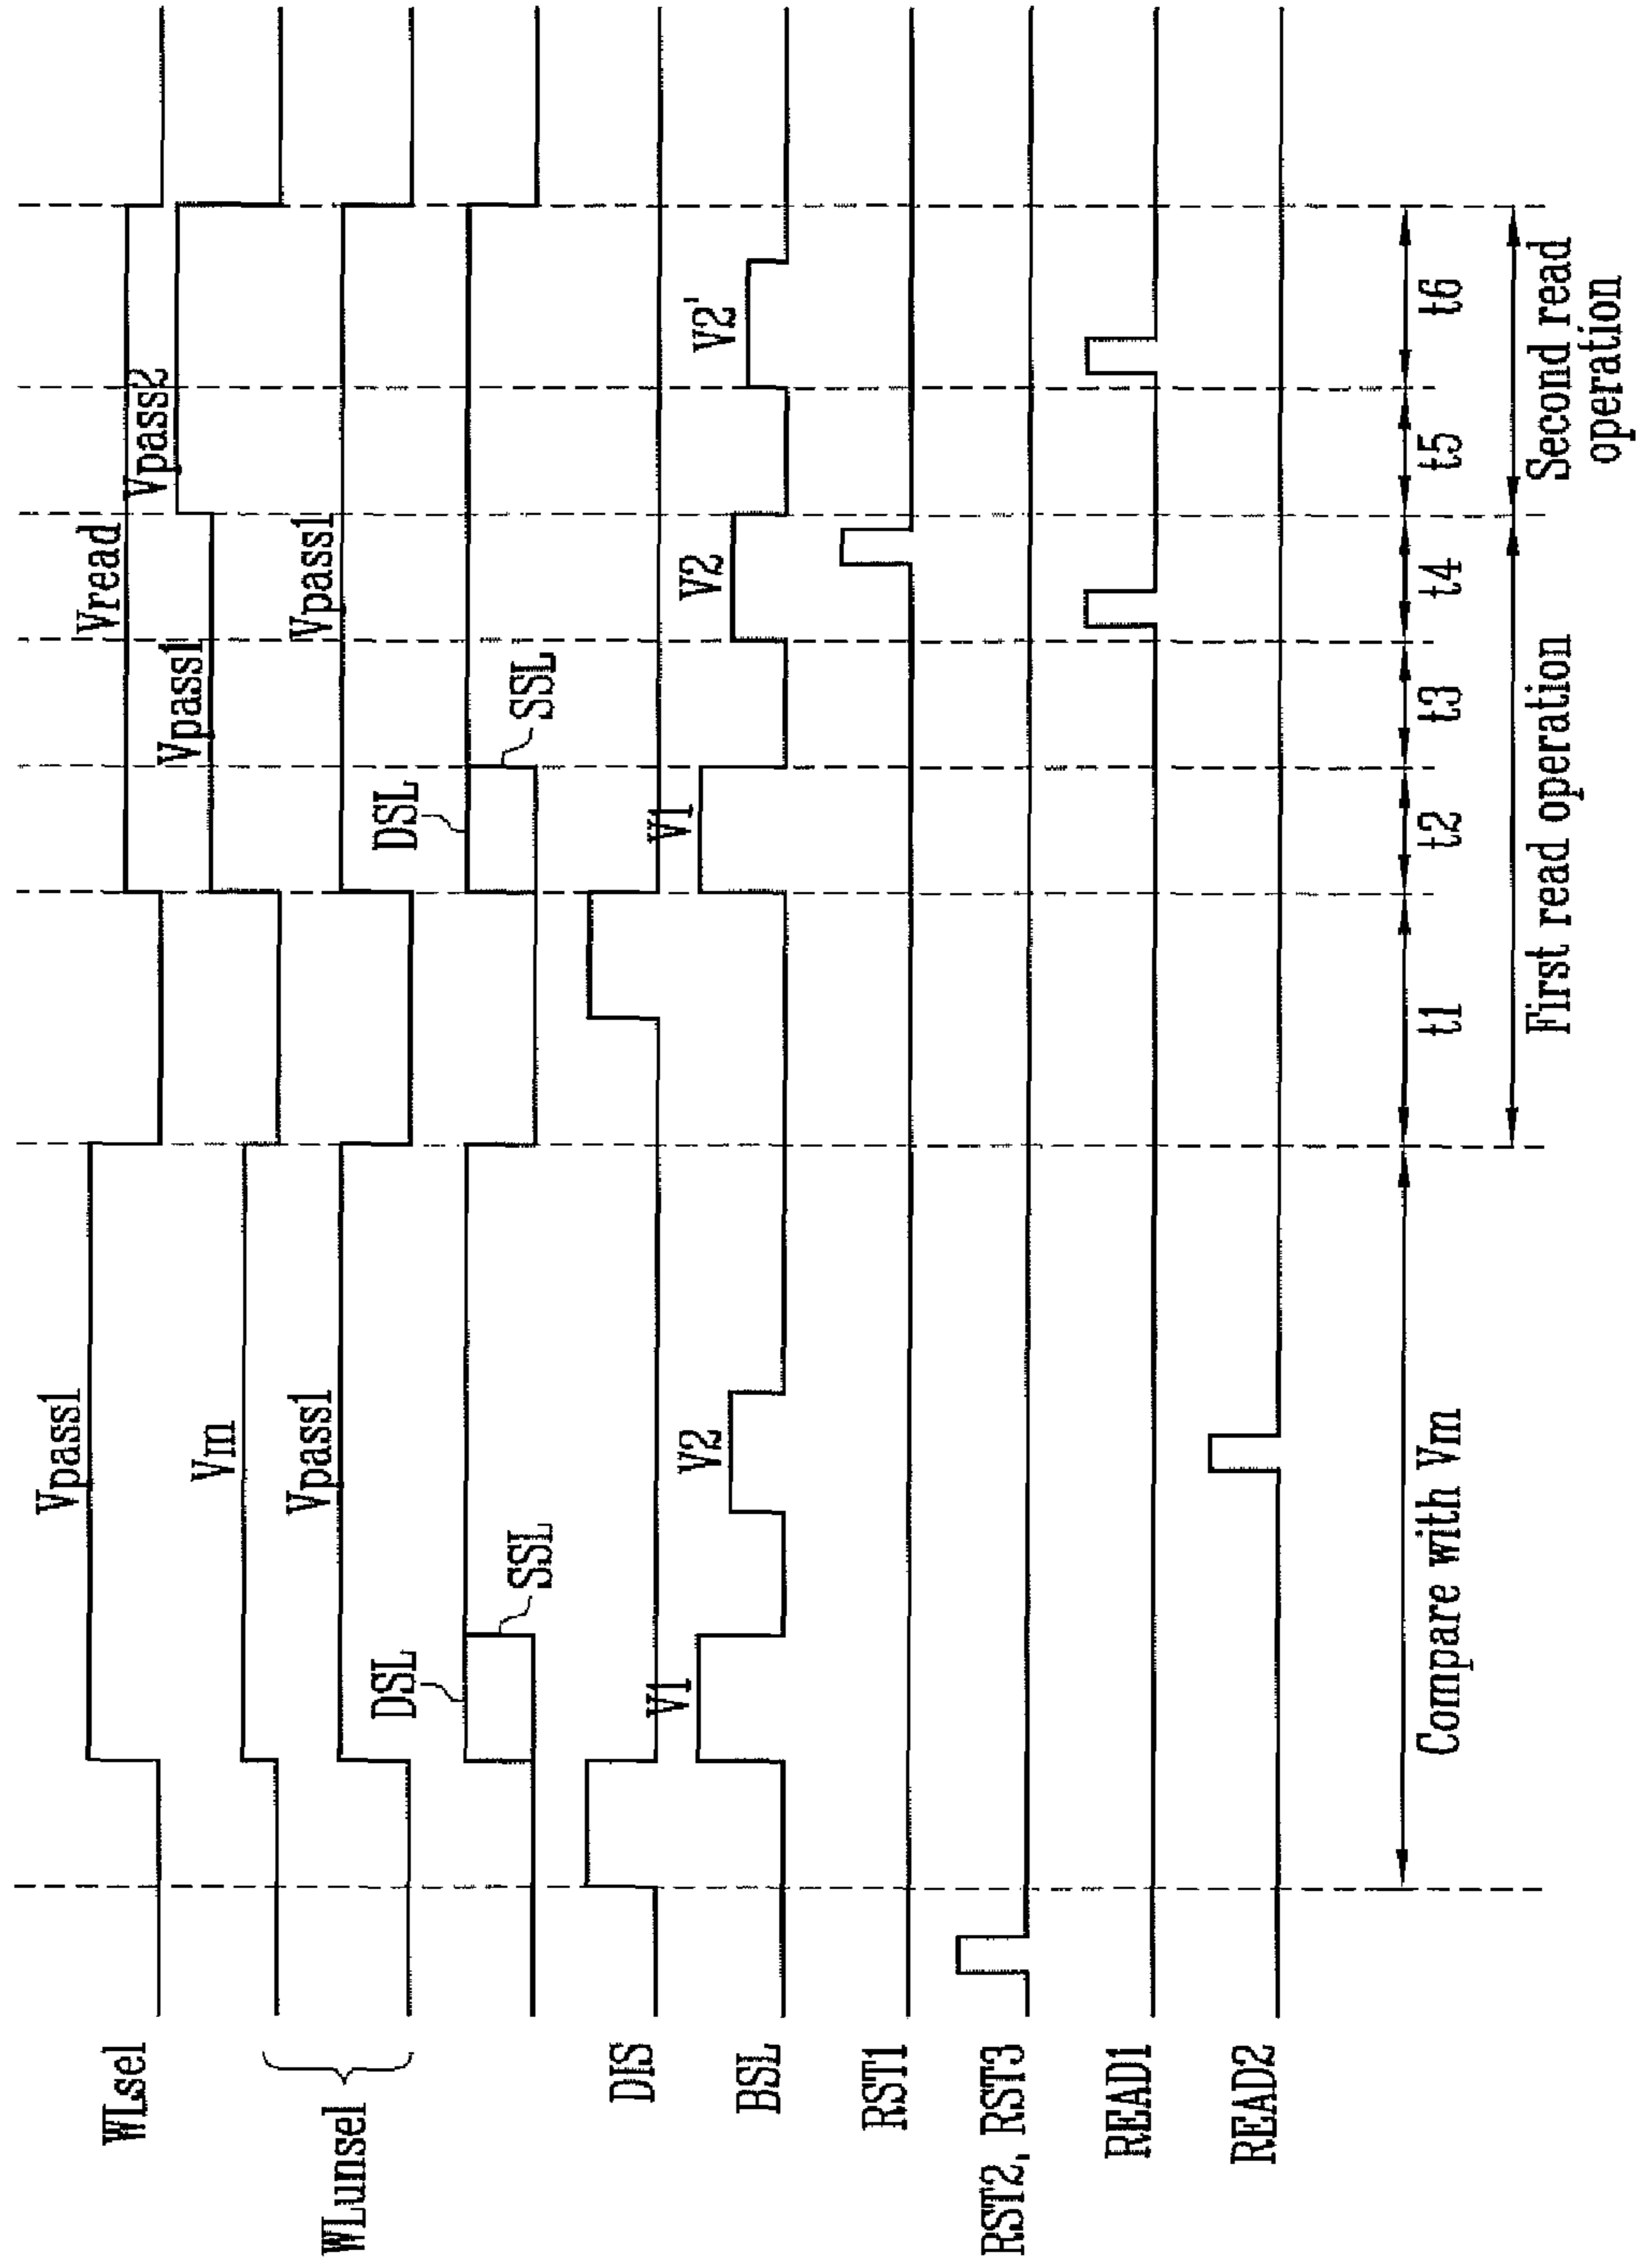 WLsel
Vpass1
Vread
WLunsel
Vm
Vpass1
Vpass2
Vpass1
Vpass1
DSL
SSL
DSL
SSL
DIS
BSL
V1
V2
V1
V2
V2'
RST1
RST2, RST3
READ1
READ2
Compare with Vm
t1
t2
t3
t4
t5
t6
First read operation
Second read
operation